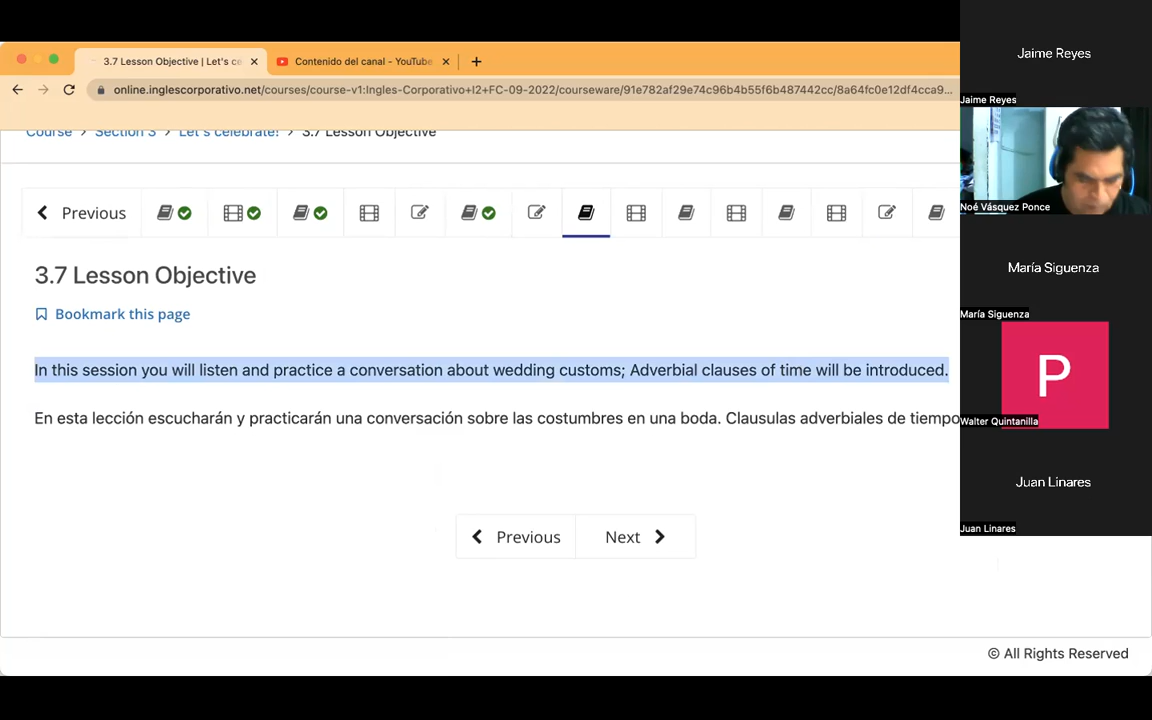 3.7 Lesson Objective | Let's ce
Contenido del canal - YouTube
online.inglescorporativo.net/courses/course-v1:Ingles-Corporativo+I2+FC-09-2022/courseware/91e782af29e74c96b4b55f6b487442cc/8a64fc0e12df4cca9...
Course > Section 3 > Let's celebrate! > 3.7 Lesson Objective
Previous
3.7 Lesson Objective
Bookmark this page
In this session you will listen and practice a conversation about wedding customs; Adverbial clauses of time will be introduced.
En esta lección escucharán y practicarán una conversación sobre las costumbres en una boda. Clausulas adverbiales de tiempo
Previous
Next
© All Rights Reserved
Jaime Reyes
Jaime Reyes
Noé Vásquez Ponce
María Siguenza
María Siguenza
P
Walter Quintanilla
Juan Linares
Juan Linares